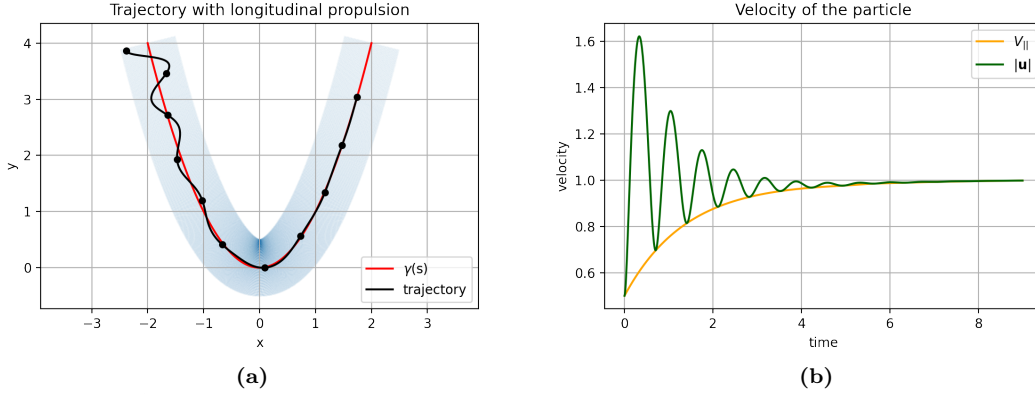 Trajectory with longitudinal propulsion
4
3
2
1
0
y
−3
−2
−1
0
1
2
3
x
γ(s)
trajectory
(a)
Velocity of the particle
1.6
1.4
1.2
1.0
0.8
0.6
velocity
0
2
4
6
8
time
V||
|u|
(b)